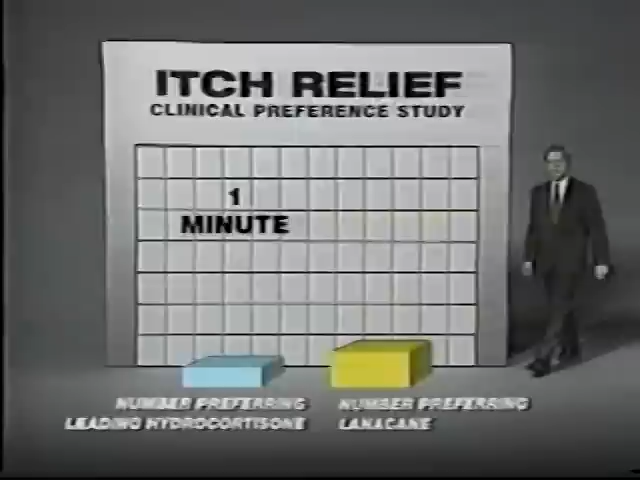 ITCH RELIEF
CLINICAL PREFERENCE STUDY
1
MINUTE
NUMBER PREFERRING
LEADING HYDROCORTISONE
NUMBER PREFERRING
LANACANE